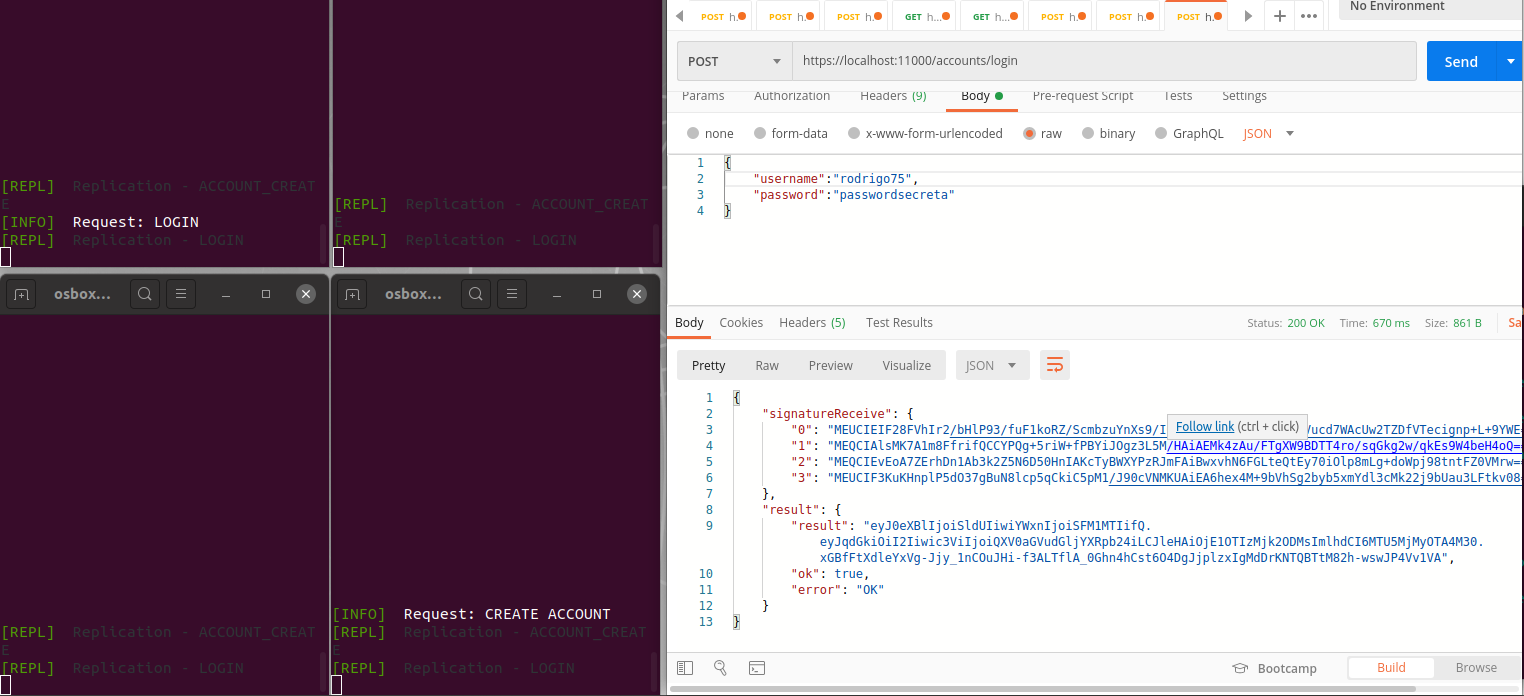 [REPL]  Replication - ACCOUNT_CREAT
E
[INFO]  Request: LOGIN
[REPL]  Replication - LOGIN
[REPL]  Replication - ACCOUNT_CREAT
E
[REPL]  Replication - LOGIN
osbox...
osbox...
[REPL]  Replication - ACCOUNT_CREAT
E
[REPL]  Replication - LOGIN
[INFO]  Request: CREATE ACCOUNT
[REPL]  Replication - ACCOUNT_CREAT
E
[REPL]  Replication - LOGIN
POST h. POST h. POST h. GET h... GET h... POST h. POST h. POST h. No Environment
POST https://localhost:11000/accounts/login Send
Params Authorization Headers (9) Body Pre-request Script Tests Settings
none form-data x-www-form-urlencoded raw binary GraphQL JSON
1 {
2 "username":"rodrigo75",
3 "password":"passwordsecreta"
4 }
Body Cookies Headers (5) Test Results Status: 200 OK Time: 670 ms Size: 861 B Sa
Pretty Raw Preview Visualize JSON
Follow link (ctrl + click)
1 {
2 "signatureReceive": {
3 "0": "MEUCIEIF28FVhIr2/bHlP93/fuF1koRZ/ScmbzuYnXs9/I
4 "1": "MEQCIAlsMK7A1m8FfrifQCCYPQg+5riW+fPBYiJOgz3L5M/HAiAEMk4zAu/FTgXW9BDTT4ro/sqGkg2w/qkEs9W4beH4oQ=
5 "2": "MEQCIEvEoA7ZErhDn1Ab3k2Z5N6D50HnIAKcTyBWXYPzRJmFAiBwxvhN6FGLteQtEy70iOlp8mLg+doWpj98tntFZ0VMrw=
6 "3": "MEUCIF3KuKHnplP5dO37gBuN8lcp5qCkiC5pM1/J90cVNMKUAiEA6hex4M+9bVhSg2byb5xmYdl3cMk22j9bUau3LFtkv08=
7 },
8 "result": {
9 "result": "eyJ0eXBlIjoiSldUIiwiYWxnIjoiSFM1MTIifQ.
eyJqdGkiOiI2Iiwic3ViIjoiQXV0aGVudGljYXRpb24iLCJleHAiOjE1OTIzMjk2ODMsImlhdCI6MTU5MjMyOTA4M30.
xGBfFtXdleYxVg-Jjy_1nCOuJHi-f3ALTflA_0Ghn4hCst6O4DgJjplzxIgMdDrKNTQBTtM82h-wswJP4Vv1VA",
10 "ok": true,
11 "error": "OK"
12 }
13 }
Bootcamp Build Browse